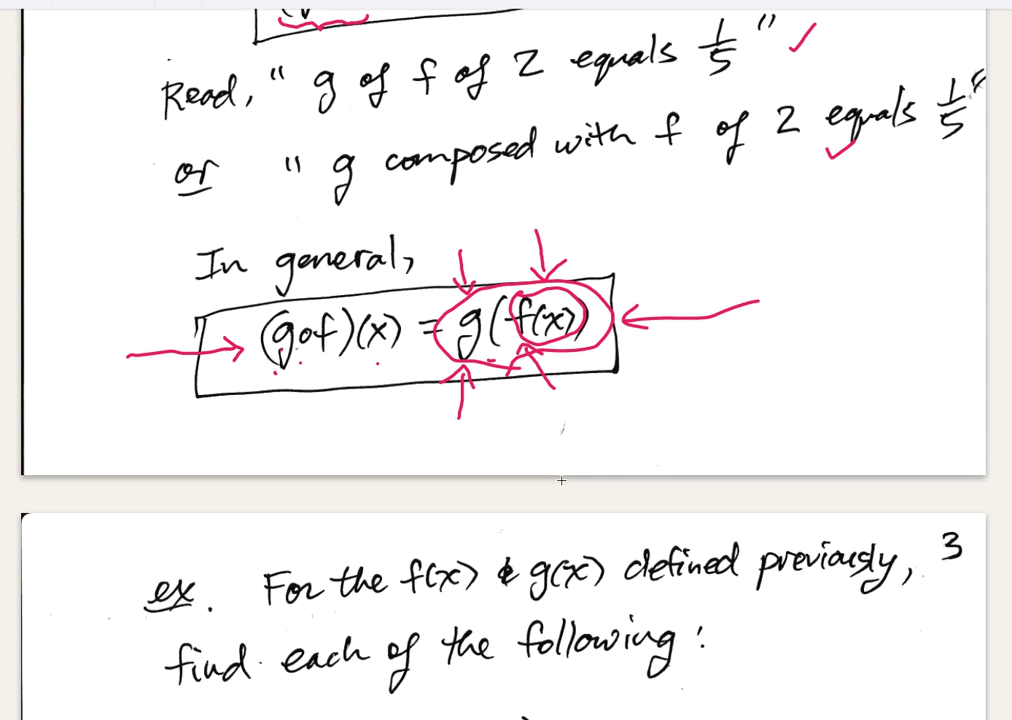 Read, " g of f of 2 equals 1/5 "
or " g composed with f of 2 equals 1/5 "
In general,
(g∘f)(x) = g(f(x))
3
ex. For the f(x) & g(x) defined previously,
find each of the following: